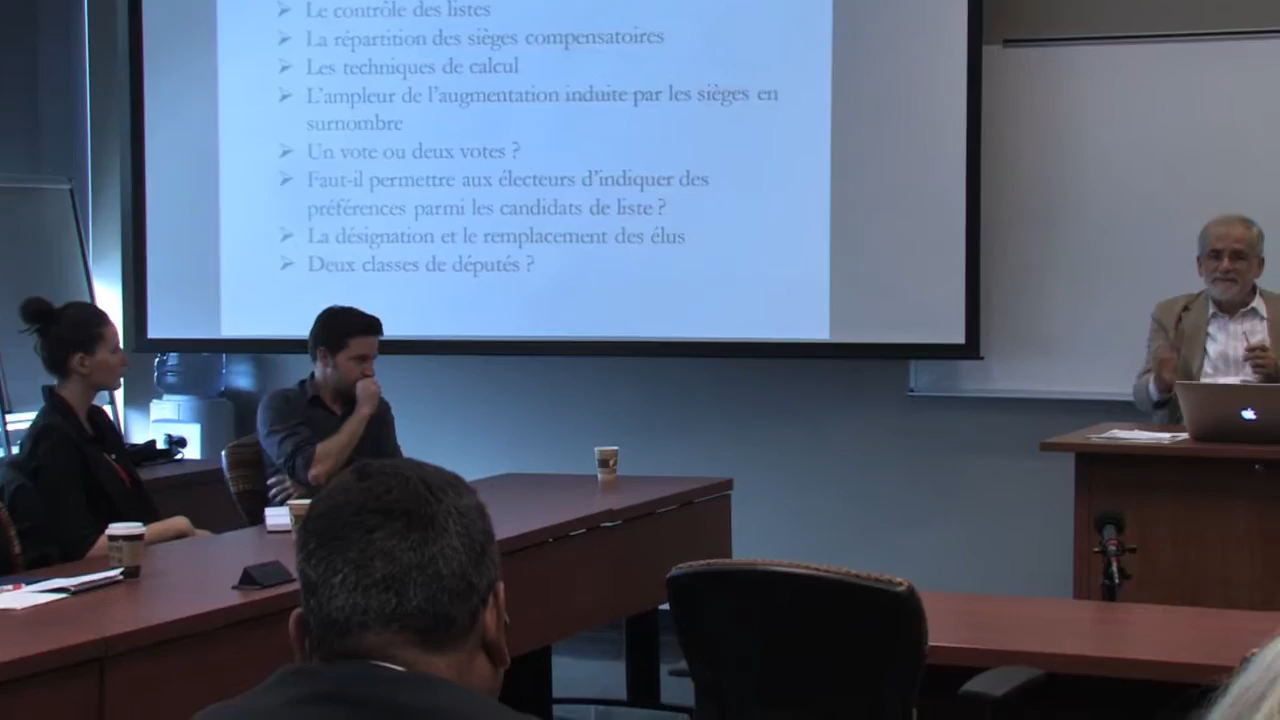 Le contrôle des listes
La répartition des sièges compensatoires
Les techniques de calcul
L'ampleur de l'augmentation induite par les sièges en
surnombre
Un vote ou deux votes ?
Faut-il permettre aux électeurs d'indiquer des
préférences parmi les candidats de liste ?
La désignation et le remplacement des élus
Deux classes de députés ?